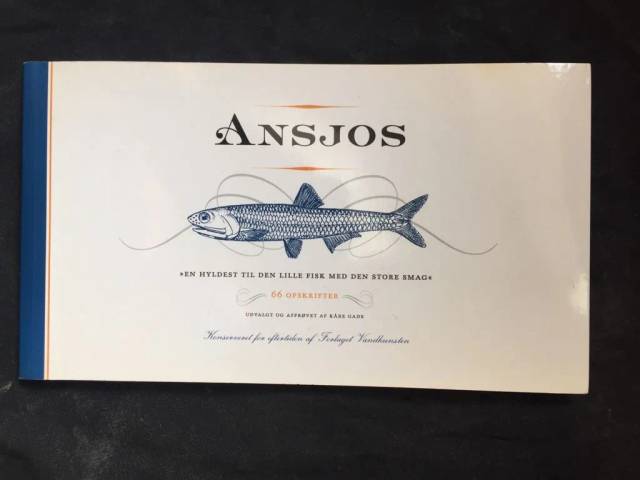 ANSJOS
»EN HYLDEST TIL DEN LILLE FISK MED DEN STORE SMAG«
66 OPSKRIFTER
UDVALGT OG AFPRØVET AF KÅRE GADE
Konserveret for eftertiden af Forlaget Vandkunsten